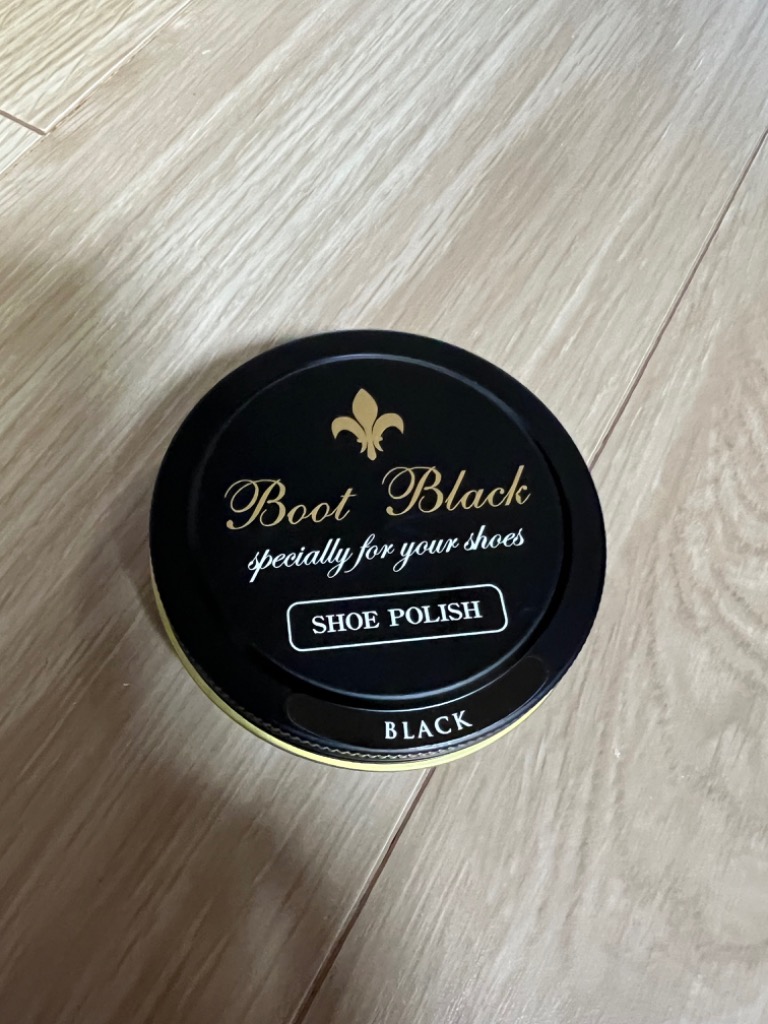 Boot Black
specially for your shoes
SHOE POLISH
BLACK